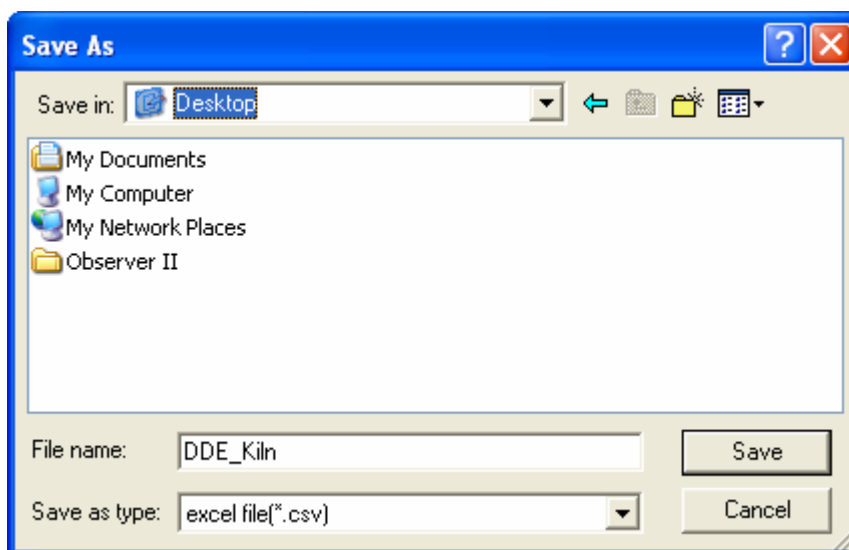 Save As
Save in: Desktop
My Documents
My Computer
My Network Places
Observer II
File name: DDE_Kiln
Save
Save as type: excel file(*.csv)
Cancel